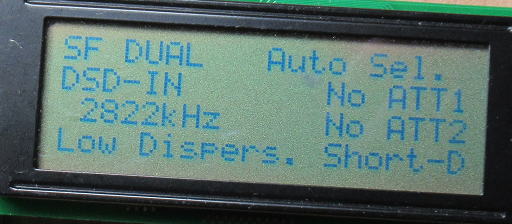 SF DUAL Auto Sel.
DSD-IN No ATT1
2822kHz No ATT2
Low Dispers. Short-D